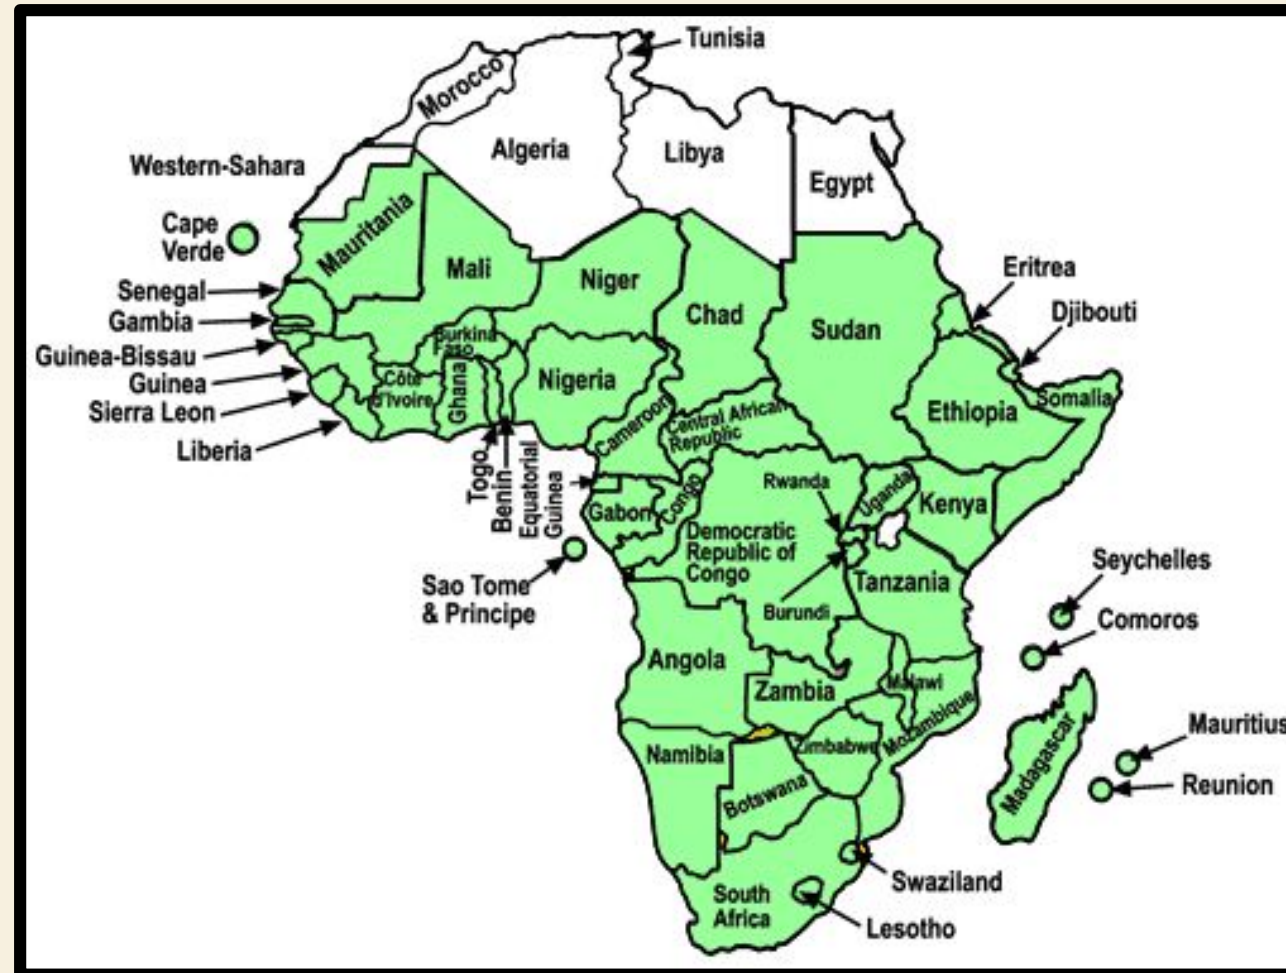 Tunisia
Morocco
Algeria
Libya
Egypt
Western-Sahara
Cape
Verde
Mauritania
Mali
Niger
Chad
Sudan
Eritrea
Djibouti
Senegal
Gambia
Guinea-Bissau
Guinea
Sierra Leon
Liberia
Burkina
Faso
Côte
d'Ivoire
Ghana
Togo
Benin
Nigeria
Cameroon
Central African
Republic
Ethiopia
Somalia
Equatorial
Guinea
Gabon
Congo
Democratic
Republic of
Congo
Rwanda
Burundi
Uganda
Kenya
Tanzania
Sao Tome
& Principe
Seychelles
Comoros
Angola
Zambia
Malawi
Mozambique
Zimbabwe
Namibia
Botswana
Madagascar
Mauritius
Reunion
Swaziland
South
Africa
Lesotho